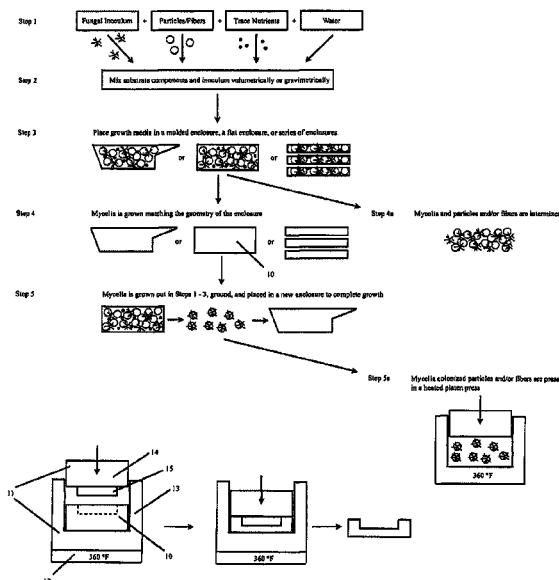 Step 1 Fungal Inoculum + Particles/Fibers + Trace Nutrients + Water
Step 2 Mix substrate components and inoculum volumetrically or gravimetrically
Step 3 Place growth media in a molded enclosure, a flat enclosure, or series of enclosures
or or
Step 4 Mycelia is grown matching the geometry of the enclosure
Step 4a Mycelia and particles and/or fibers are intermixed
or or
10
Step 5 Mycelia is grown out in Steps 1 - 3, ground, and placed in a new enclosure to complete growth
Step 5a Mycelia colonized particles and/or fibers are press
in a heated platen press
360 °F
14
15
11
13
10
360 °F
12
360 °F